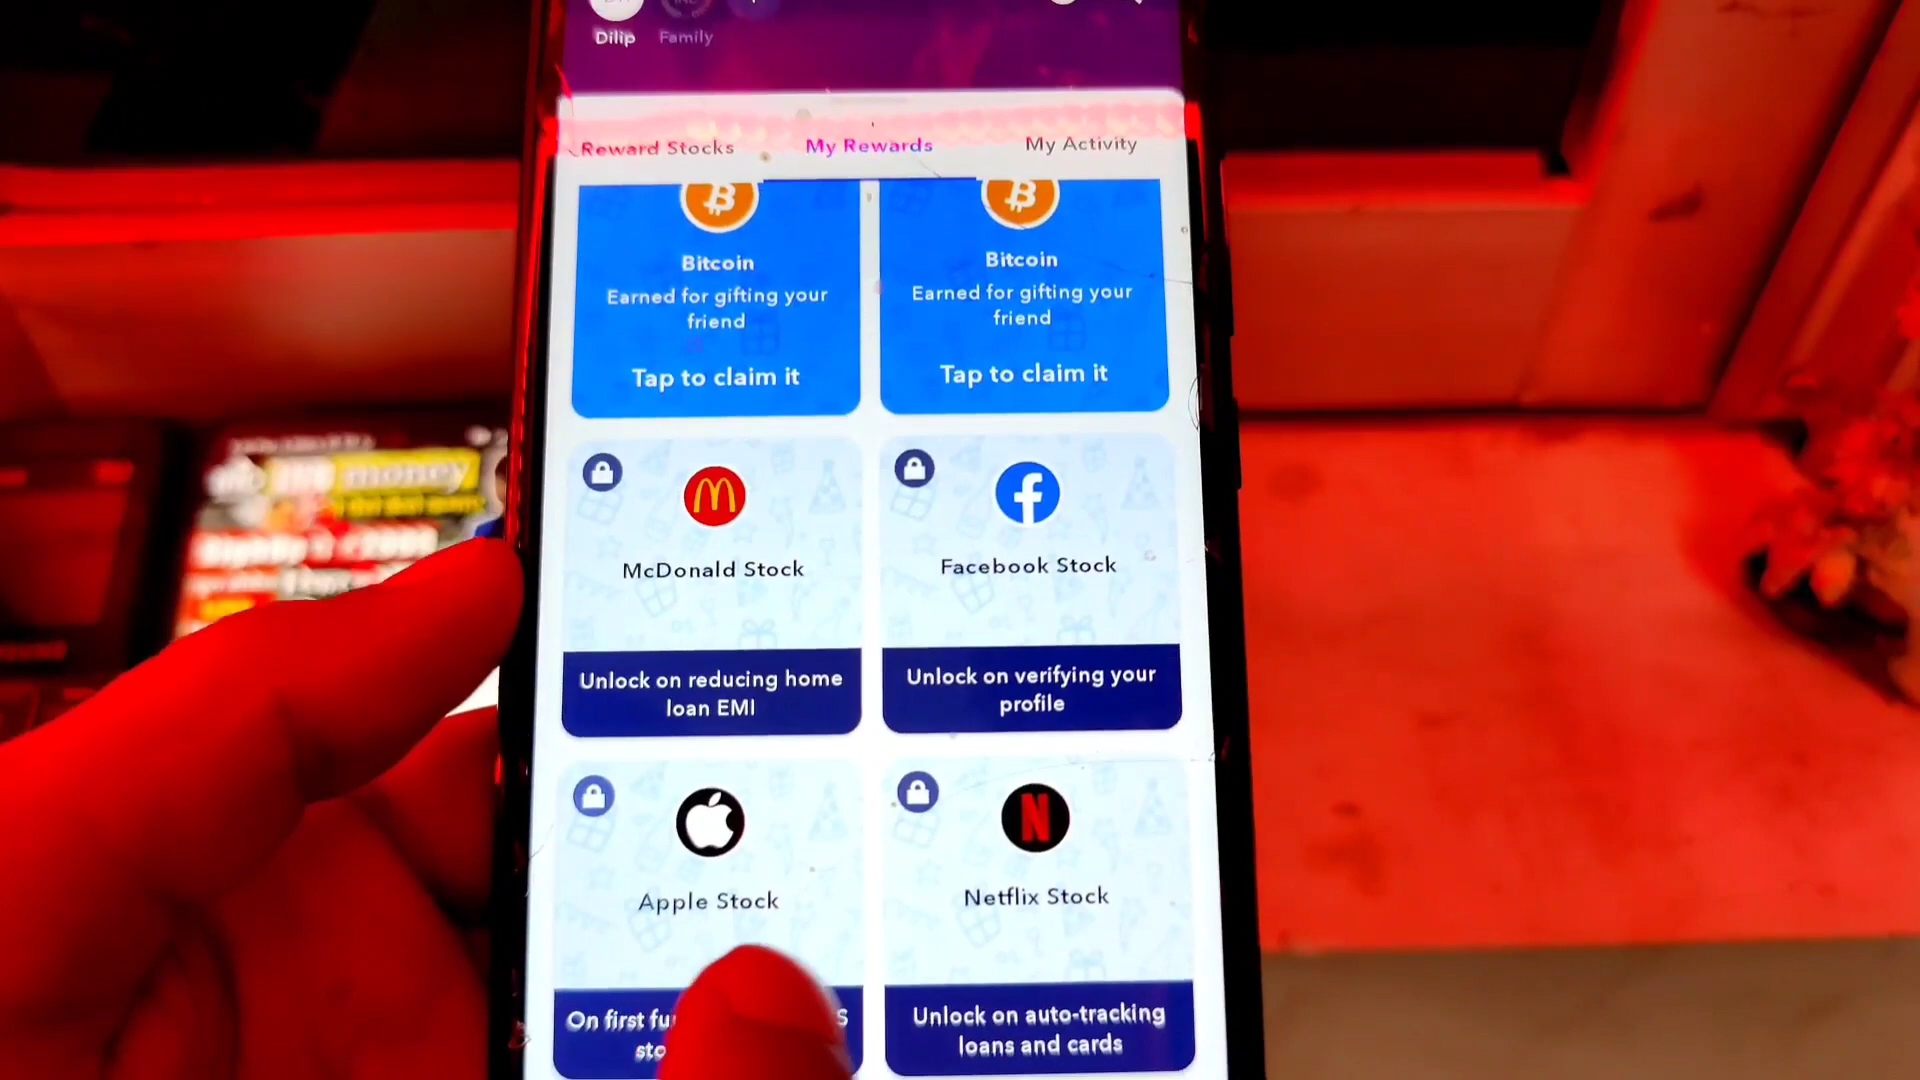 Dilip Family
Reward Stocks My Rewards My Activity
Bitcoin
Earned for gifting your
friend
Tap to claim it
Bitcoin
Earned for gifting your
friend
Tap to claim it
McDonald Stock
Unlock on reducing home
loan EMI
Facebook Stock
Unlock on verifying your
profile
Apple Stock
On first
Netflix Stock
Unlock on auto-tracking
loans and cards
money